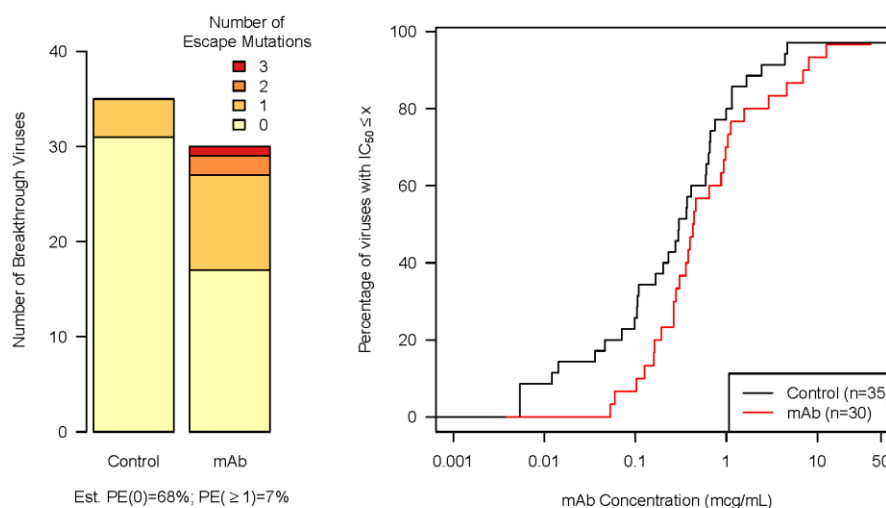 Number of
Escape Mutations
3
2
1
0
40
30
20
10
0
Number of Breakthrough Viruses
Control
mAb
Est. PE(0)=68%; PE( ≥ 1)=7%
100
80
60
40
20
0
Percentage of viruses with IC50 ≤ x
Control (n=35
mAb (n=30)
0.001
0.01
0.1
1
10
50
mAb Concentration (mcg/mL)